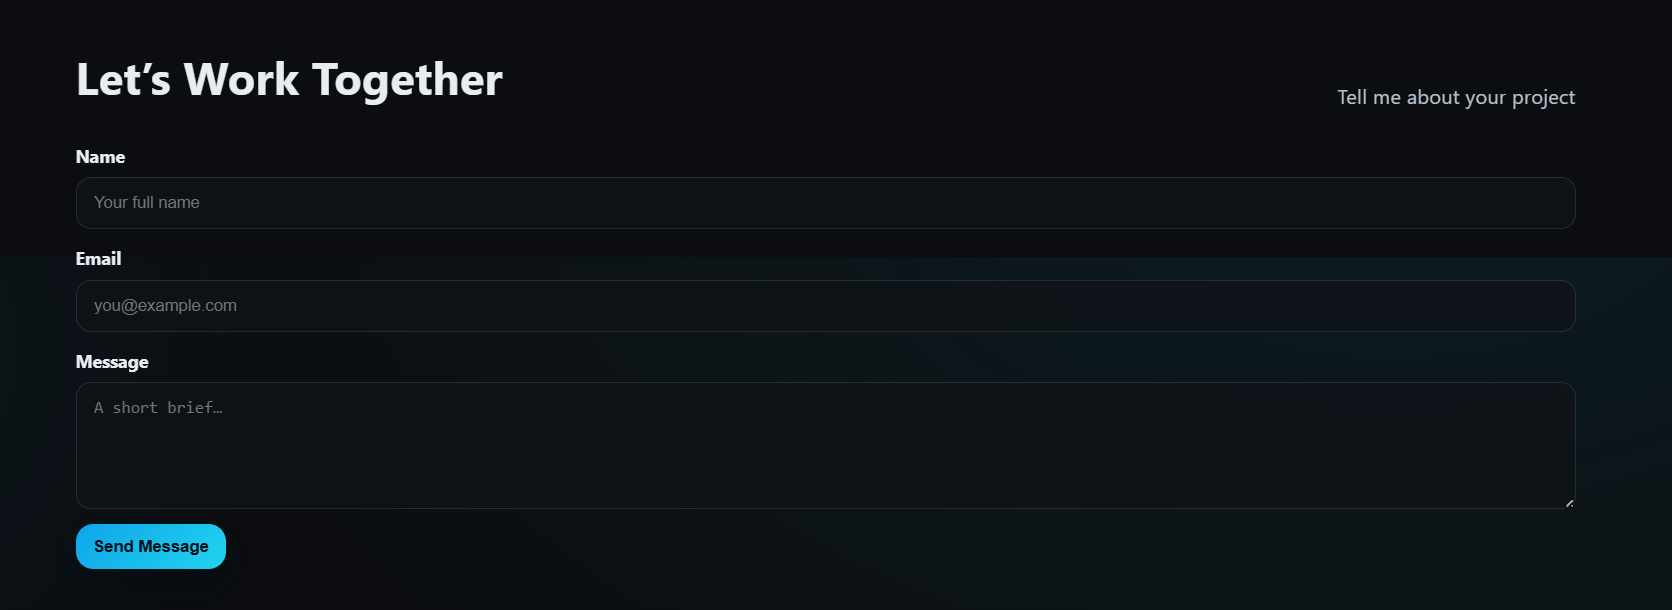 Let’s Work Together
Tell me about your project
Name
Your full name
Email
you@example.com
Message
A short brief…
Send Message